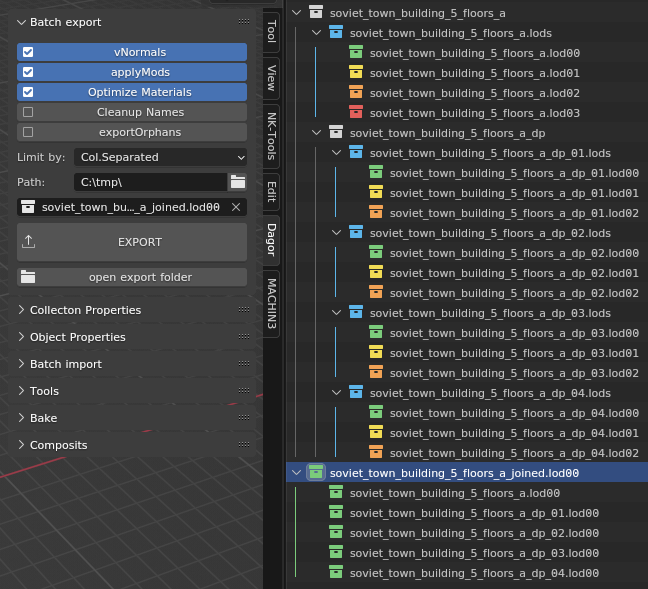 Batch export
vNormals
applyMods
Optimize Materials
Cleanup Names
exportOrphans
Limit by: Col.Separated
Path: C:\tmp\
soviet_town_bu..._a_joined.lod00
EXPORT
open export folder
Collecton Properties
Object Properties
Batch import
Tools
Bake
Composits
Tool
View
NK-Tools
Edit
Dagor
MACHIN3
soviet_town_building_5_floors_a
soviet_town_building_5_floors_a.lods
soviet_town_building_5_floors_a.lod00
soviet_town_building_5_floors_a.lod01
soviet_town_building_5_floors_a.lod02
soviet_town_building_5_floors_a.lod03
soviet_town_building_5_floors_a_dp
soviet_town_building_5_floors_a_dp_01.lods
soviet_town_building_5_floors_a_dp_01.lod00
soviet_town_building_5_floors_a_dp_01.lod01
soviet_town_building_5_floors_a_dp_01.lod02
soviet_town_building_5_floors_a_dp_02.lods
soviet_town_building_5_floors_a_dp_02.lod00
soviet_town_building_5_floors_a_dp_02.lod01
soviet_town_building_5_floors_a_dp_02.lod02
soviet_town_building_5_floors_a_dp_03.lods
soviet_town_building_5_floors_a_dp_03.lod00
soviet_town_building_5_floors_a_dp_03.lod01
soviet_town_building_5_floors_a_dp_03.lod02
soviet_town_building_5_floors_a_dp_04.lods
soviet_town_building_5_floors_a_dp_04.lod00
soviet_town_building_5_floors_a_dp_04.lod01
soviet_town_building_5_floors_a_dp_04.lod02
soviet_town_building_5_floors_a_joined.lod00
soviet_town_building_5_floors_a.lod00
soviet_town_building_5_floors_a_dp_01.lod00
soviet_town_building_5_floors_a_dp_02.lod00
soviet_town_building_5_floors_a_dp_03.lod00
soviet_town_building_5_floors_a_dp_04.lod00